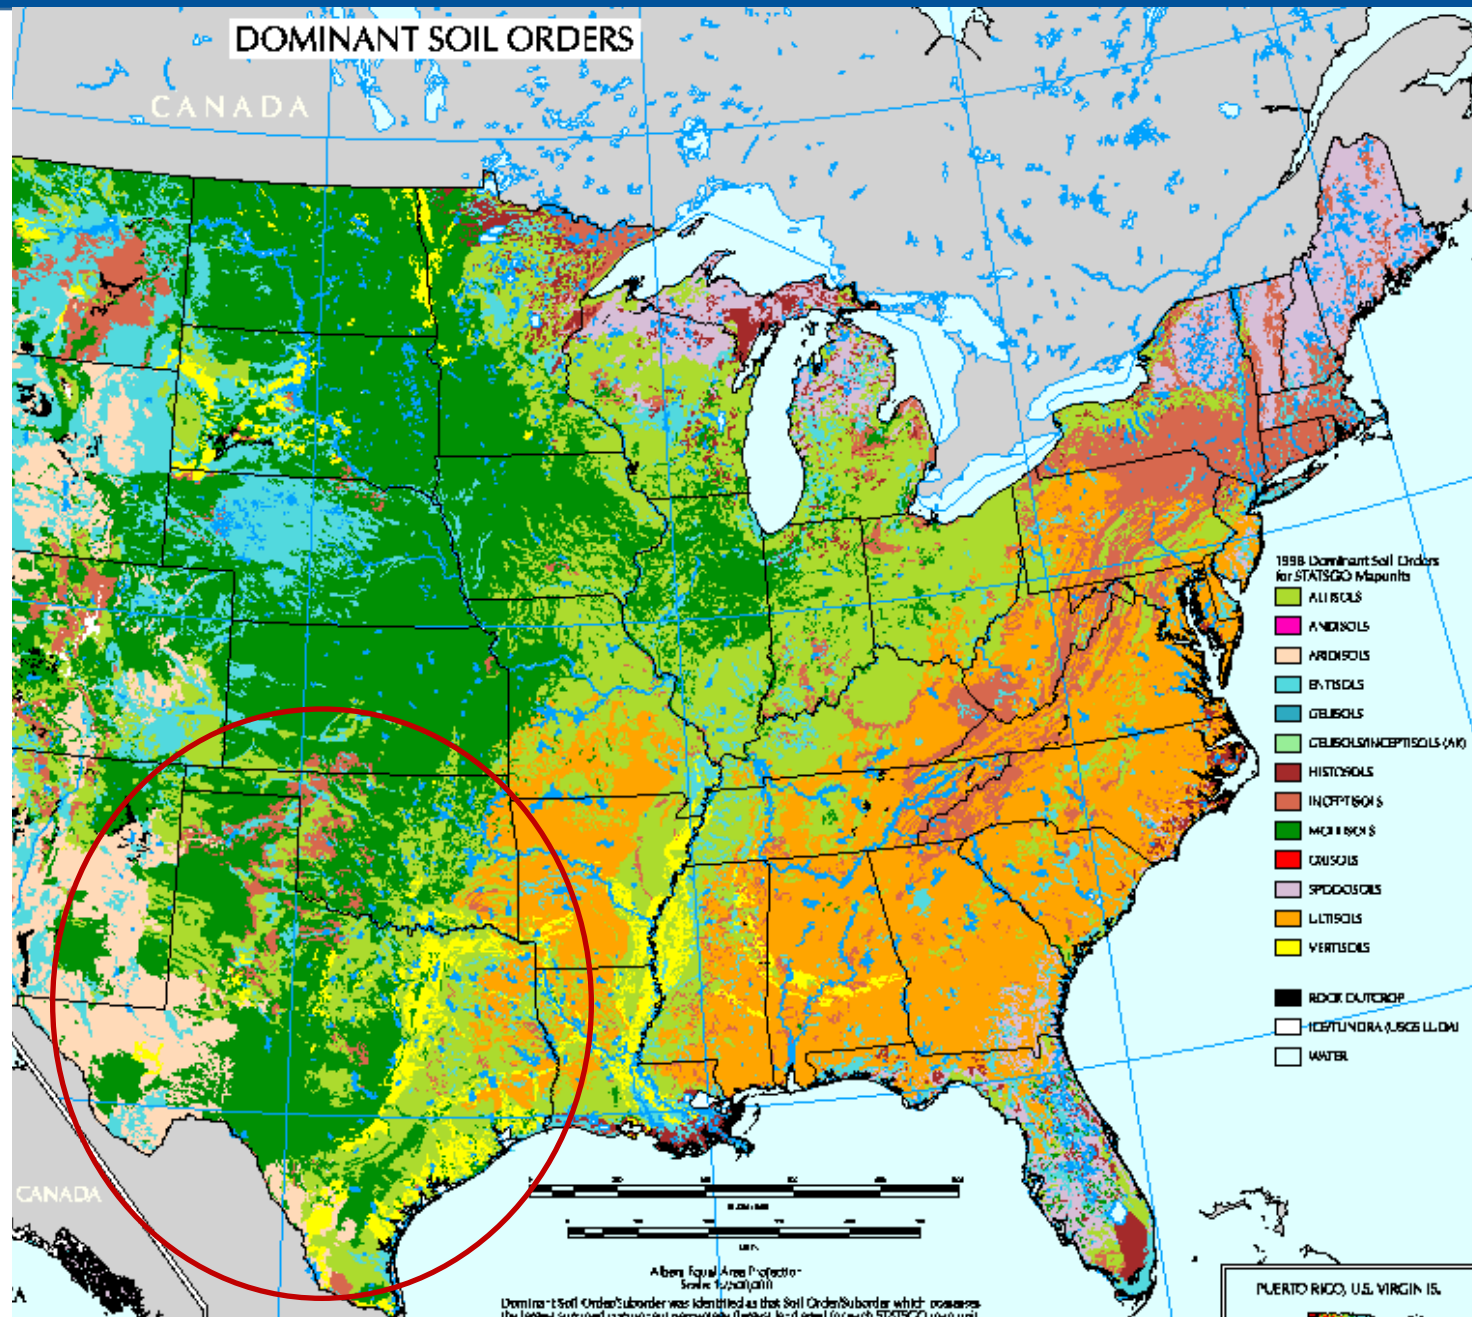 DOMINANT SOIL ORDERS
CANADA
1998 Dominant Soil Orders
for STATSGO Mapunits
ALFISOLS
ANDISOLS
ARIDISOLS
ENTISOLS
GELISOLS
GELISOLS/INCEPTISOLS (AK)
HISTOSOLS
INCEPTISOLS
MOLLISOLS
OXISOLS
SPODOSOLS
ULTISOLS
VERTISOLS
ROCK OUTCROP
ICE/TUNDRA (USGS LLDA)
WATER
CANADA
Albers Equal Area Projection
Dominant Soil Order/Suborder was identified as that Soil Order/Suborder which possesses
PUERTO RICO, U.S. VIRGIN IS.